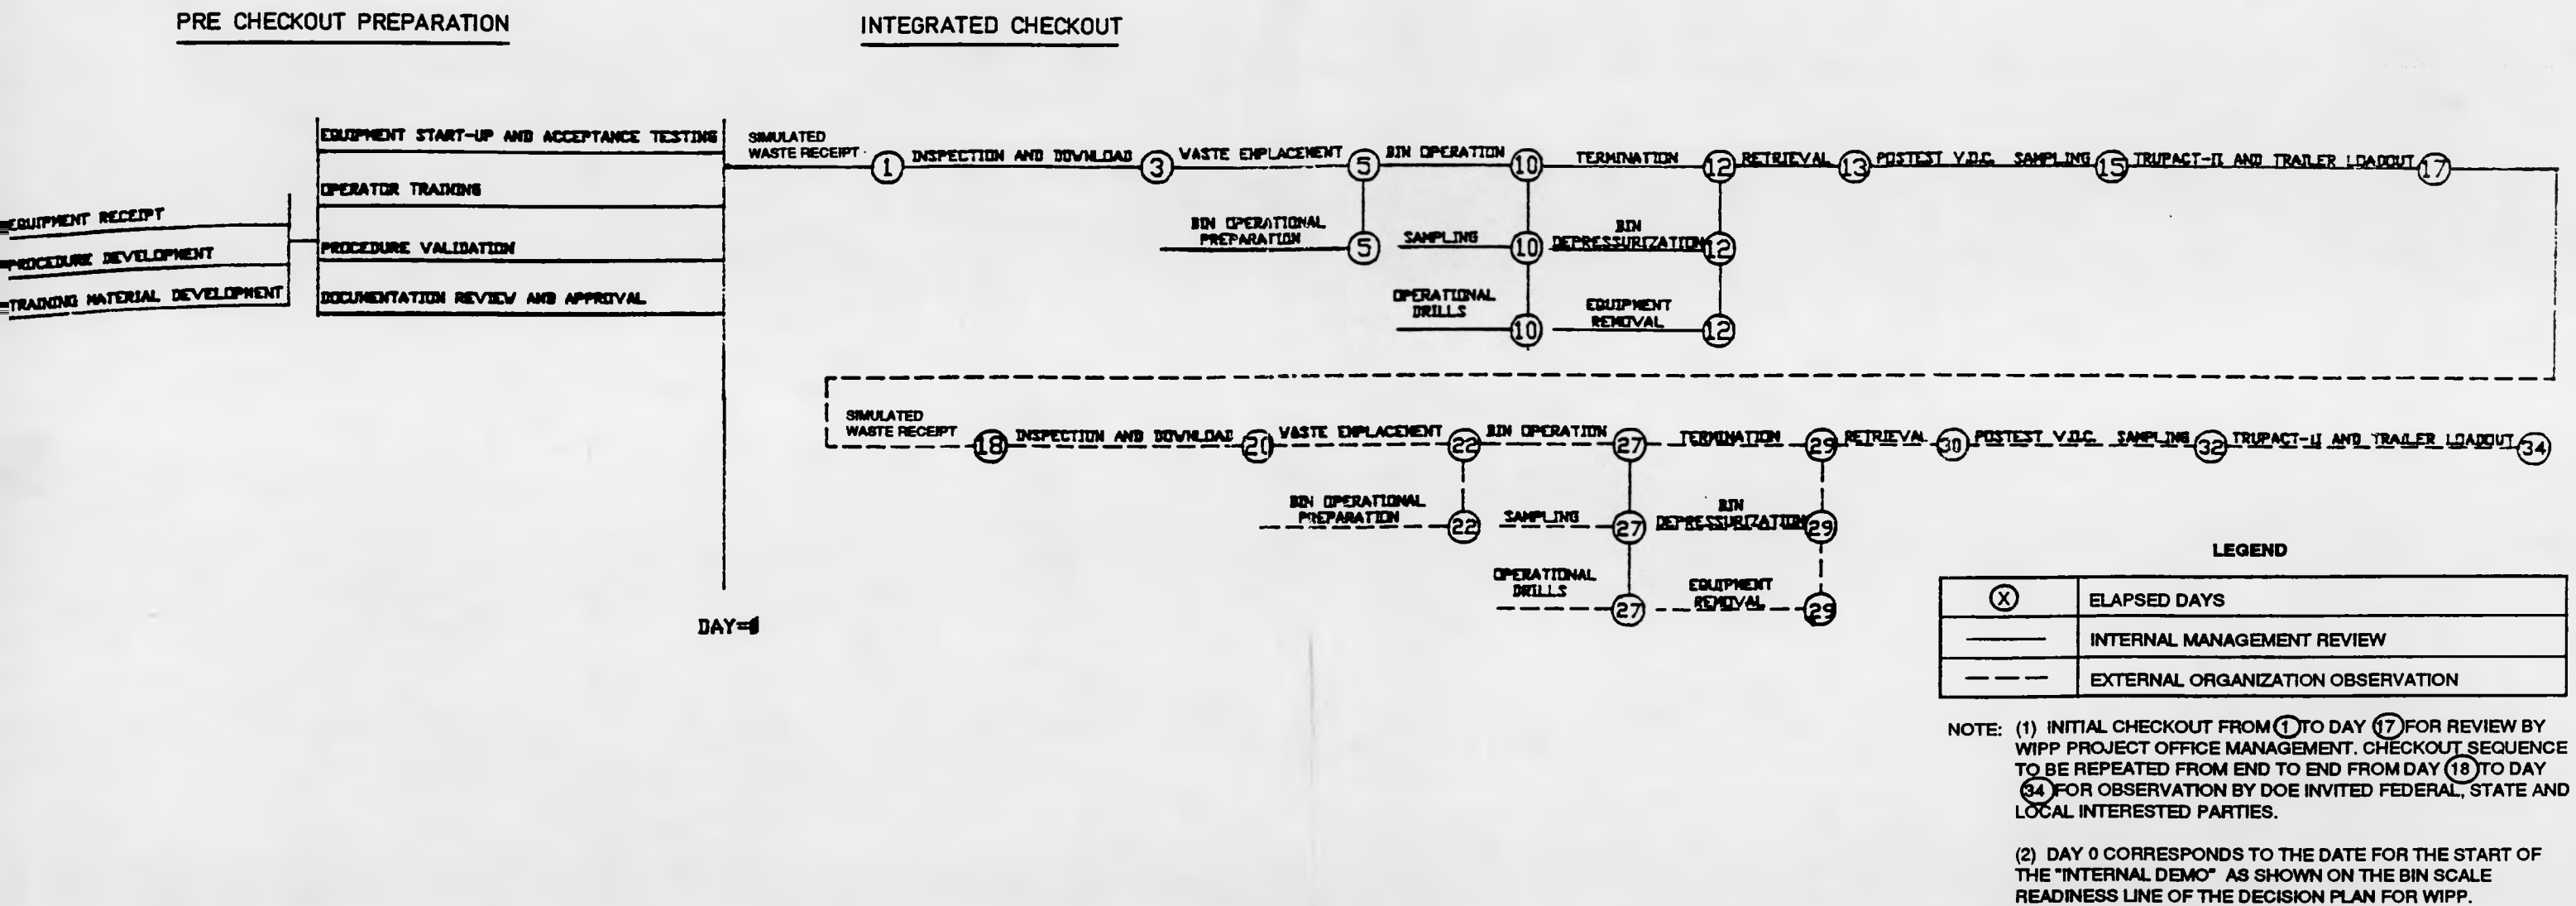 PRE CHECKOUT PREPARATION
INTEGRATED CHECKOUT
EQUIPMENT RECEIPT
PROCEDURE DEVELOPMENT
TRAINING MATERIAL DEVELOPMENT
EQUIPMENT START-UP AND ACCEPTANCE TESTING
OPERATOR TRAINING
PROCEDURE VALIDATION
DOCUMENTATION REVIEW AND APPROVAL
DAY=
SIMULATED
WASTE RECEIPT 1 INSPECTION AND DOWNLOAD 3 WASTE EMPLACEMENT 5 BIN OPERATION 10 TERMINATION 12 RETRIEVAL 13 POSTEST V.O.C. SAMPLING 15 TRUPACT-II AND TRAILER LOADOUT 17
BIN OPERATIONAL
PREPARATION 5
SAMPLING 10
BIN
DEPRESSURIZATION 12
OPERATIONAL
DRILLS 10
EQUIPMENT
REMOVAL 12
SIMULATED
WASTE RECEIPT 18 INSPECTION AND DOWNLOAD 20 WASTE EMPLACEMENT 22 BIN OPERATION 27 TERMINATION 29 RETRIEVAL 30 POSTEST V.O.C. SAMPLING 32 TRUPACT-II AND TRAILER LOADOUT 34
BIN OPERATIONAL
PREPARATION 22
SAMPLING 27
BIN
DEPRESSURIZATION 29
OPERATIONAL
DRILLS 27
EQUIPMENT
REMOVAL 29
LEGEND
X ELAPSED DAYS
INTERNAL MANAGEMENT REVIEW
EXTERNAL ORGANIZATION OBSERVATION
NOTE: (1) INITIAL CHECKOUT FROM 1 TO DAY 17 FOR REVIEW BY
WIPP PROJECT OFFICE MANAGEMENT. CHECKOUT SEQUENCE
TO BE REPEATED FROM END TO END FROM DAY 18 TO DAY
34 FOR OBSERVATION BY DOE INVITED FEDERAL, STATE AND
LOCAL INTERESTED PARTIES.
(2) DAY 0 CORRESPONDS TO THE DATE FOR THE START OF
THE "INTERNAL DEMO" AS SHOWN ON THE BIN SCALE
READINESS LINE OF THE DECISION PLAN FOR WIPP.